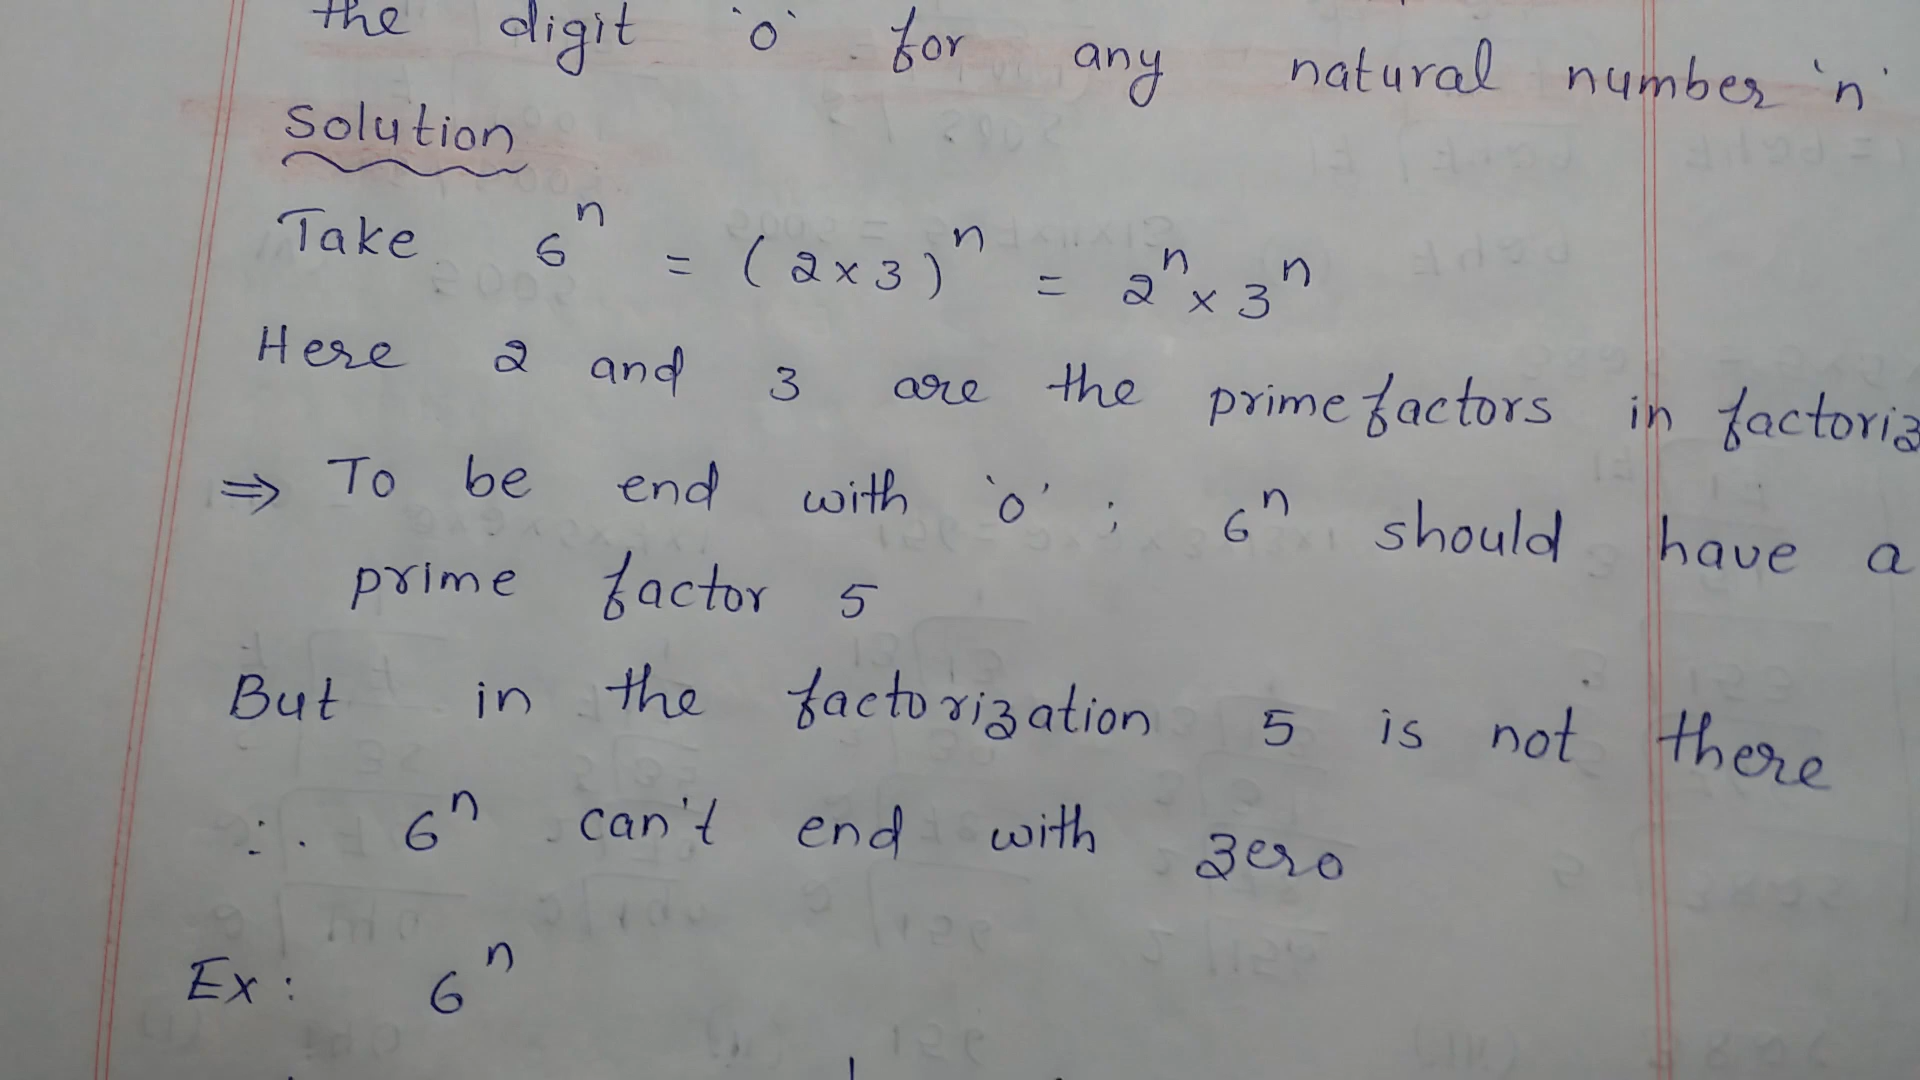 the digit 'o' for any natural number 'n'
Solution
Take 6ⁿ = (2×3)ⁿ = 2ⁿ × 3ⁿ
Here 2 and 3 are the prime factors in factoriz
⇒ To be end with 'o' ; 6ⁿ should have a
prime factor 5
But in the factorization 5 is not there
∴ 6ⁿ can't end with zero
Ex : 6ⁿ